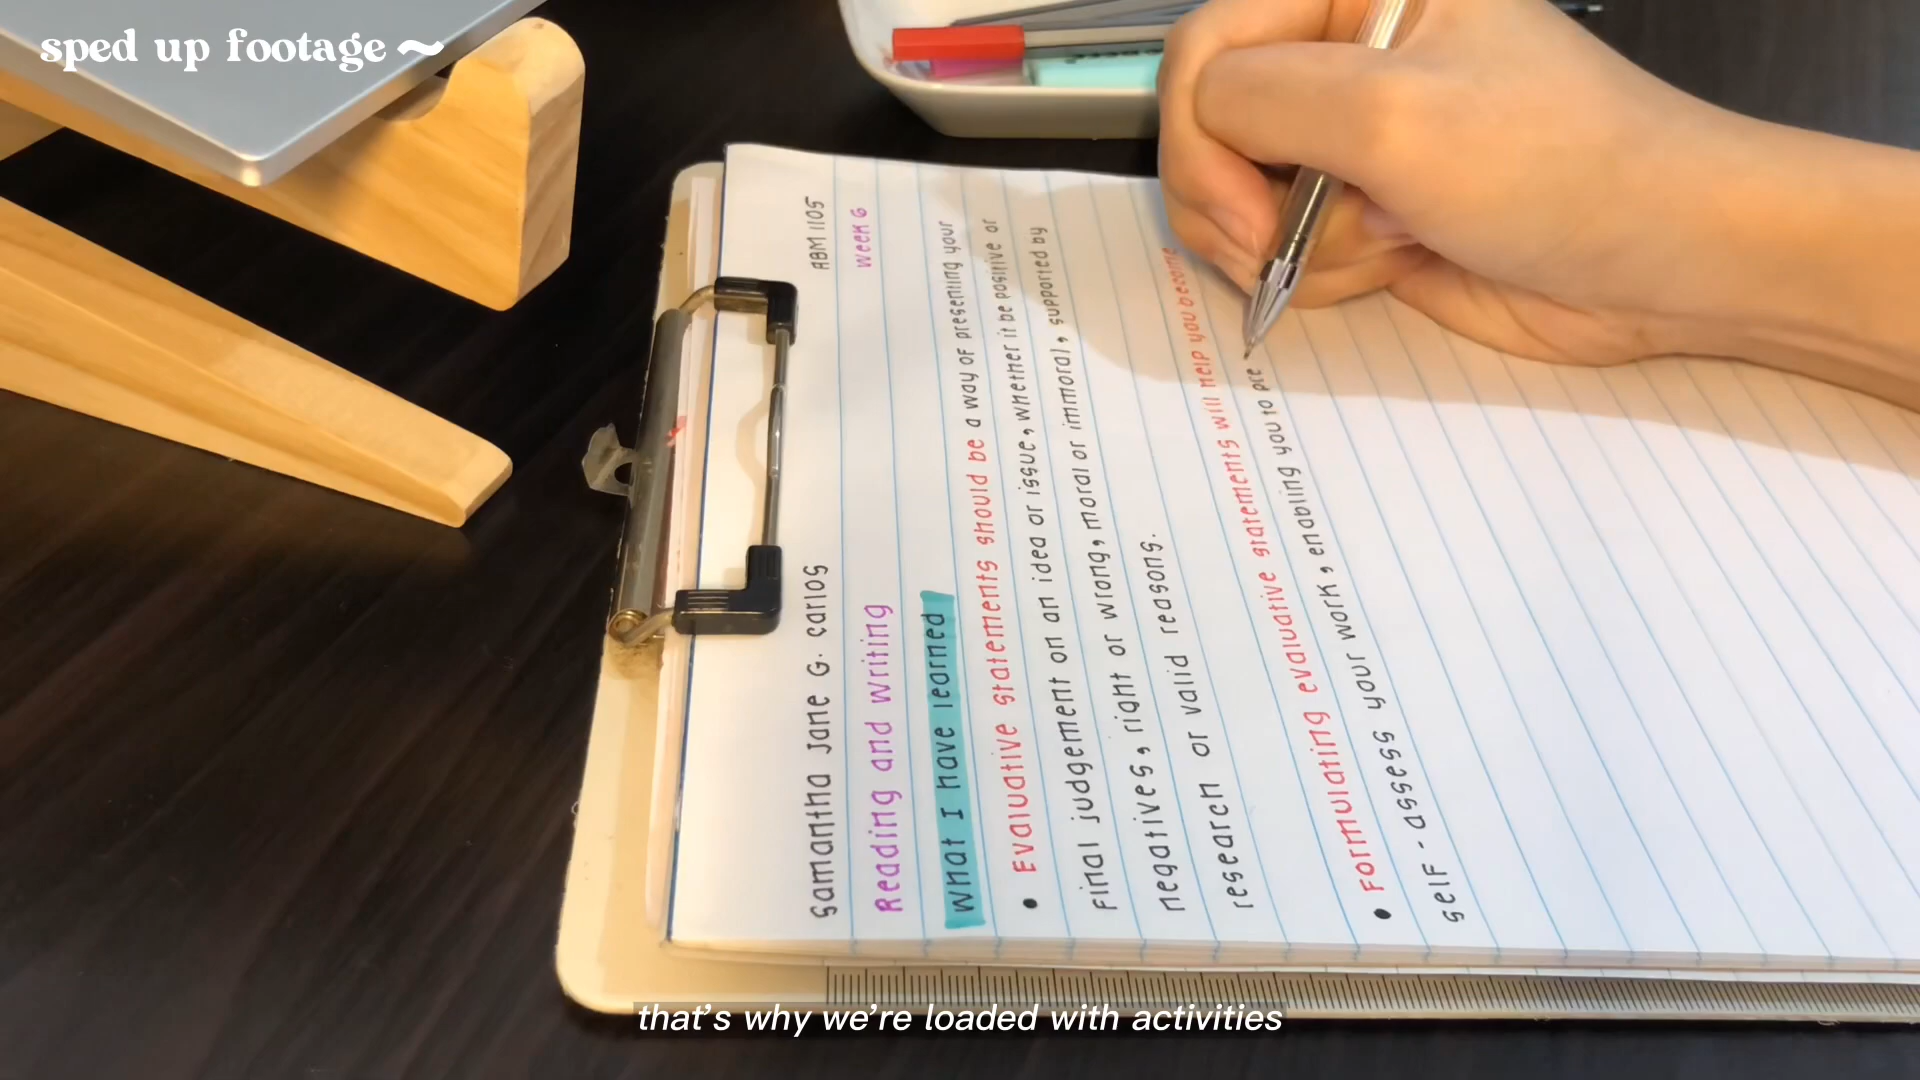 sped up footage ~
samantha Jane G. carlos ABM 1105
Reading and writing week 6
what I have learned
• Evaluative statements should be a way of presenting your
final judgement on an idea or issue, whether it be positive or
negatives, right or wrong, moral or immoral, supported by
research or valid reasons.
• Formulating evaluative statements will help you become
self - assess your work, enabling you to pre
that's why we're loaded with activities